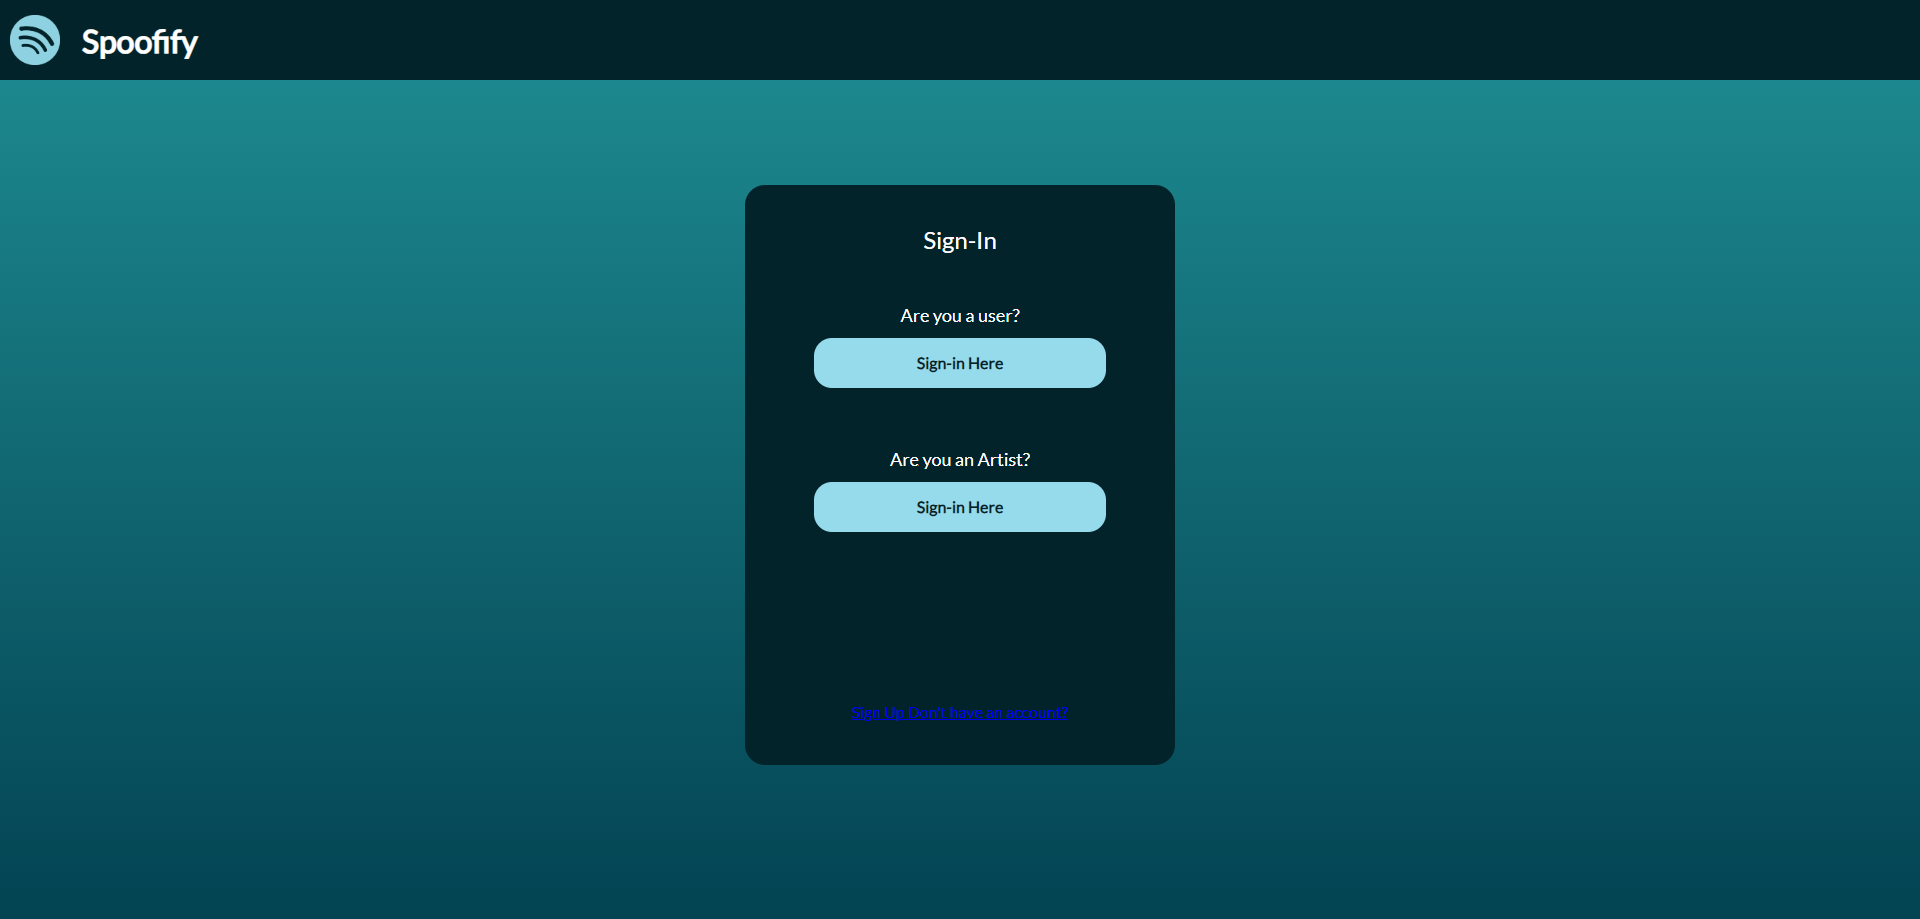 Spoofify
Sign-In
Are you a user?
Sign-in Here
Are you an Artist?
Sign-in Here
Sign Up Don't have an account?